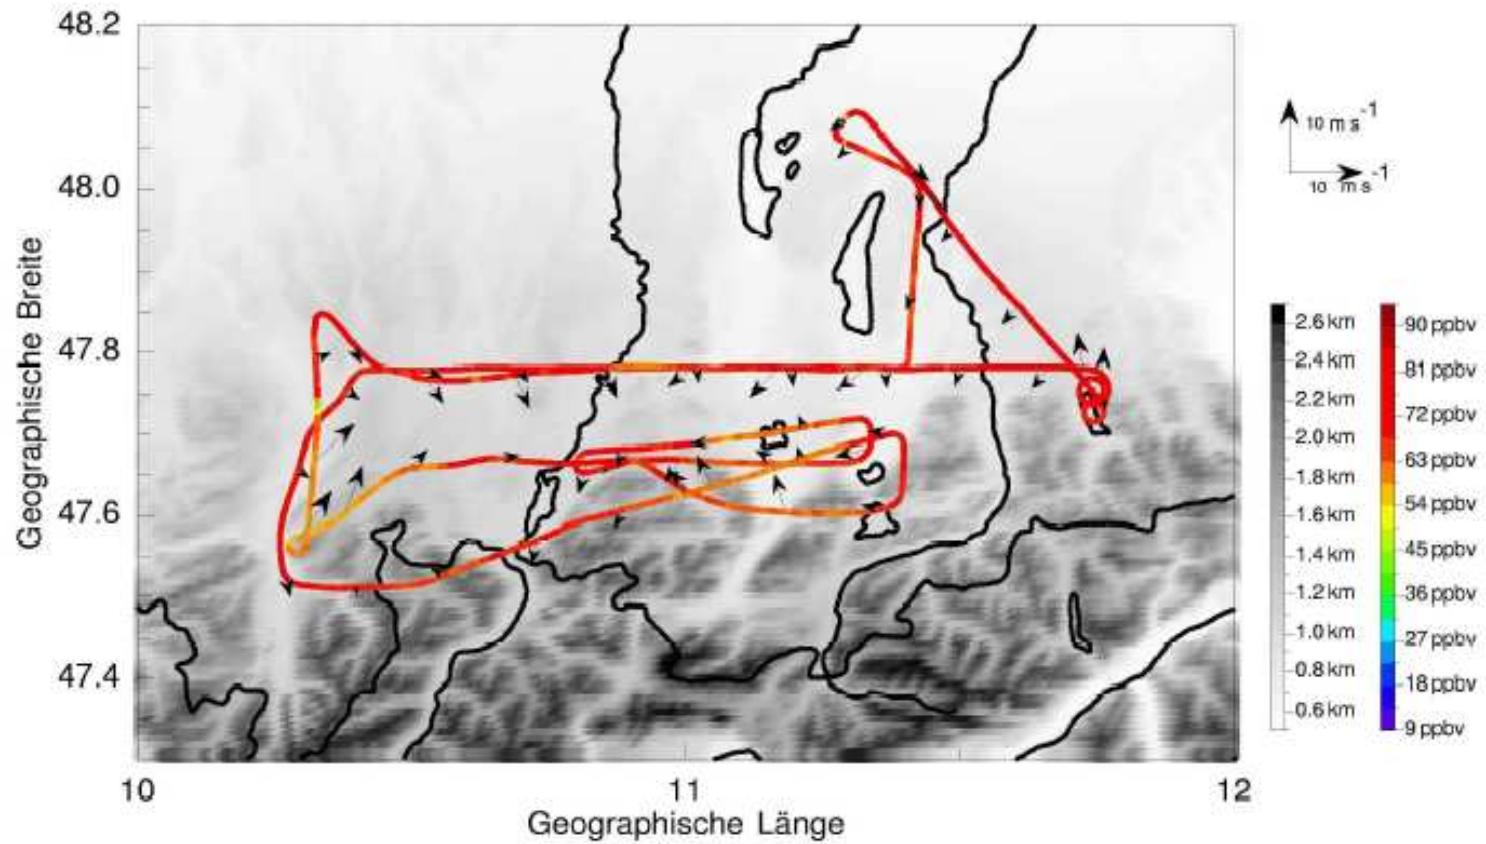 48.2
48.0
47.8
47.6
47.4
Geographische Breite
10
11
12
Geographische Länge
10 m s-1
10 m s-1
2.6 km
2.4 km
2.2 km
2.0 km
1.8 km
1.6 km
1.4 km
1.2 km
1.0 km
0.8 km
0.6 km
90 ppbv
81 ppbv
72 ppbv
63 ppbv
54 ppbv
45 ppbv
36 ppbv
27 ppbv
18 ppbv
9 ppbv